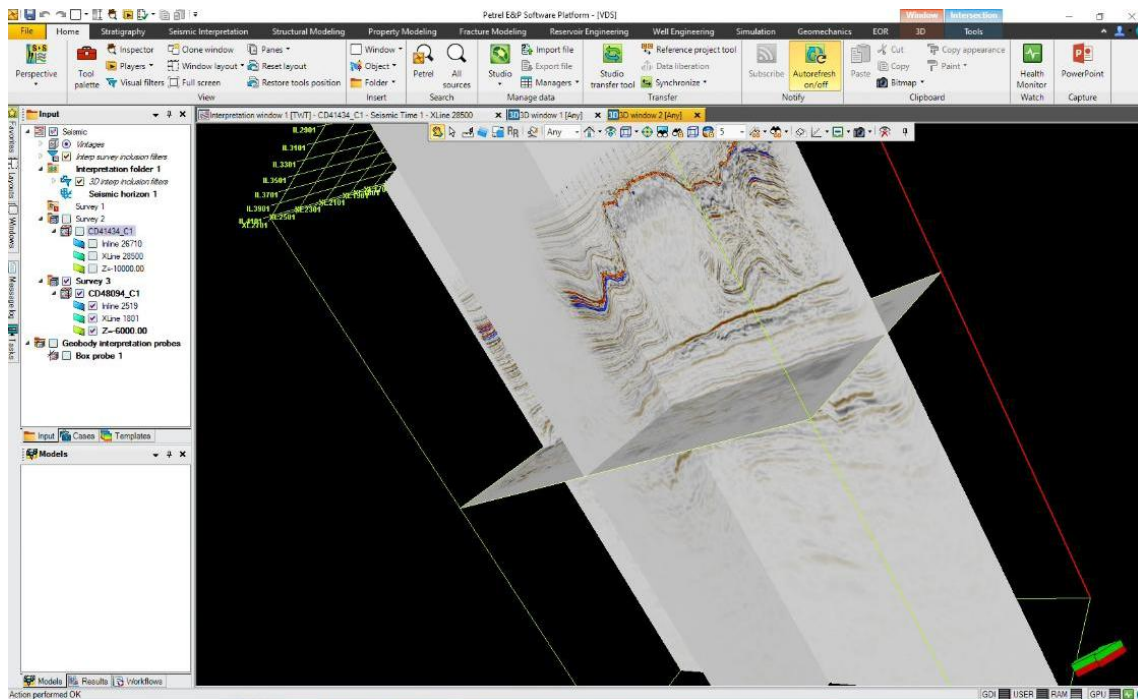 Petrel E&P Software Platform - [VDS]
Window Intersection
File Home Stratigraphy Seismic Interpretation Structural Modeling Property Modeling Fracture Modeling Reservoir Engineering Well Engineering Simulation Geomechanics EOR 3D Tools
Perspective
Tool palette
Inspector
Players
Visual filters
Clone window
Window layout
Full screen
Panes
Reset layout
Restore tools position
View
Window
Object
Folder
Insert
Petrel
All sources
Search
Studio
Import file
Export file
Managers
Manage data
Studio transfer tool
Reference project tool
Data liberation
Synchronize
Transfer
Subscribe
Autorefresh on/off
Notify
Paste
Cut
Copy
Bitmap
Copy appearance
Paint
Clipboard
Health Monitor
Watch
PowerPoint
Capture
Favorites
Layouts
Windows
Message log
Tasks
Input
Seismic
Vintages
Interp survey inclusion filters
Interpretation folder 1
3D interp inclusion filters
Seismic horizon 1
Survey 1
Survey 2
CD41434_C1
Inline 26710
XLine 28500
Z=-10000.00
Survey 3
CD48094_C1
Inline 2519
XLine 1801
Z=-6000.00
Geobody interpretation probes
Box probe 1
Input Cases Templates
Models
Models Results Workflows
Action performed OK
Interpretation window 1 [TWT] - CD41434_C1 - Seismic Time 1 - XLine 28500
3D 3D window 1 [Any]
3D 3D window 2 [Any]
Any
5
IL2901
IL3101
IL3301
IL3501
IL3701
IL3901
XL2101
XL2301
XL2501
GDI USER RAM GPU